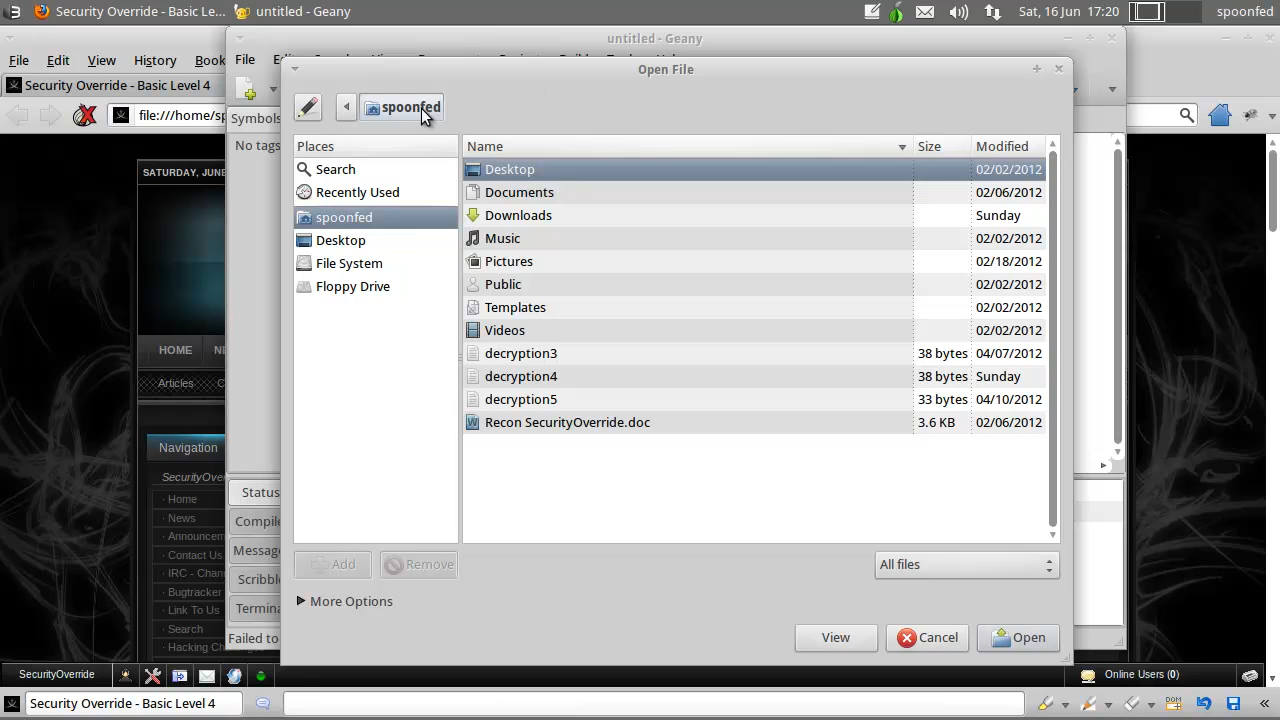 Security Override - Basic Le...
untitled - Geany
Sat, 16 Jun 17:20
spoonfed
untitled - Geany
File Edit View History
File
Open File
Security Override - Basic Level 4
spoonfed
file:///home/sp
Symbols
No tags
Places
Search
Recently Used
spoonfed
Desktop
File System
Floppy Drive
Name Size Modified
Desktop 02/02/2012
Documents 02/06/2012
Downloads Sunday
Music 02/02/2012
Pictures 02/18/2012
Public 02/02/2012
Templates 02/02/2012
Videos 02/02/2012
decryption3 38 bytes 04/07/2012
decryption4 38 bytes Sunday
decryption5 33 bytes 04/10/2012
Recon SecurityOverride.doc 3.6 KB 02/06/2012
SATURDAY, JUNE
HOME
Articles
Navigation
SecurityOver
· Home
· News
· Announcem
· Contact Us
· IRC - Chan
· Bugtracker
· Link To Us
· Search
· Hacking Ch
Status
Compile
Message
Scribble
Termina
Failed to
Add
Remove
All files
More Options
View
Cancel
Open
SecurityOverride
Online Users (0)
Security Override - Basic Level 4
DOM